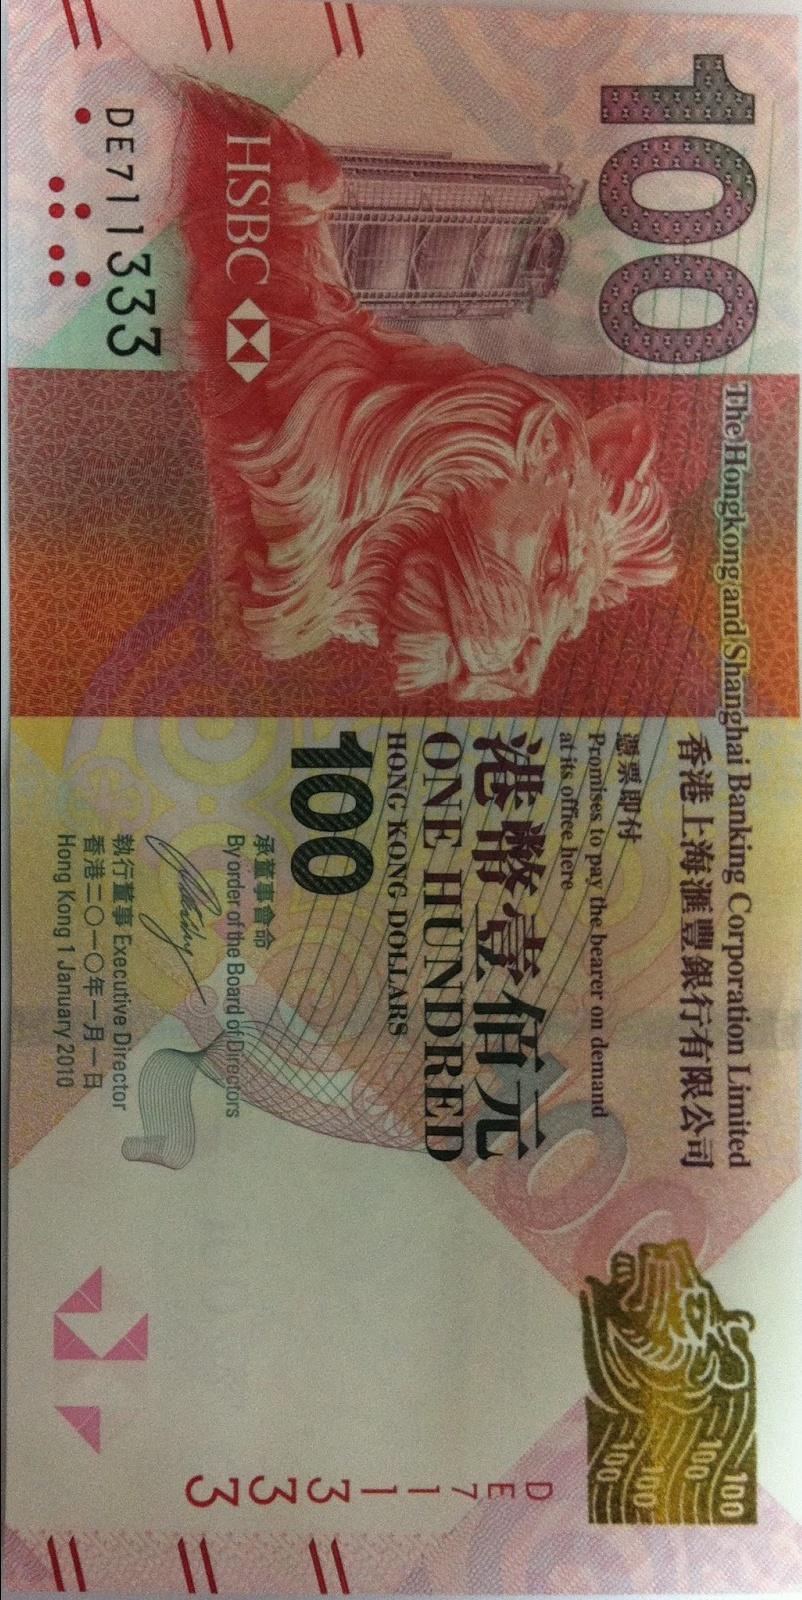 100
The Hongkong and Shanghai Banking Corporation Limited
香港上海滙豐銀行有限公司
憑票即付
Promises to pay the bearer on demand
at its office here
港幣壹佰元
ONE HUNDRED
HONG KONG DOLLARS
100
承董事會命
By order of the Board of Directors
執行董事 Executive Director
香港二〇一〇年一月一日
Hong Kong 1 January 2010
HSBC
DE711333
100
100
100
100
100
DE711333